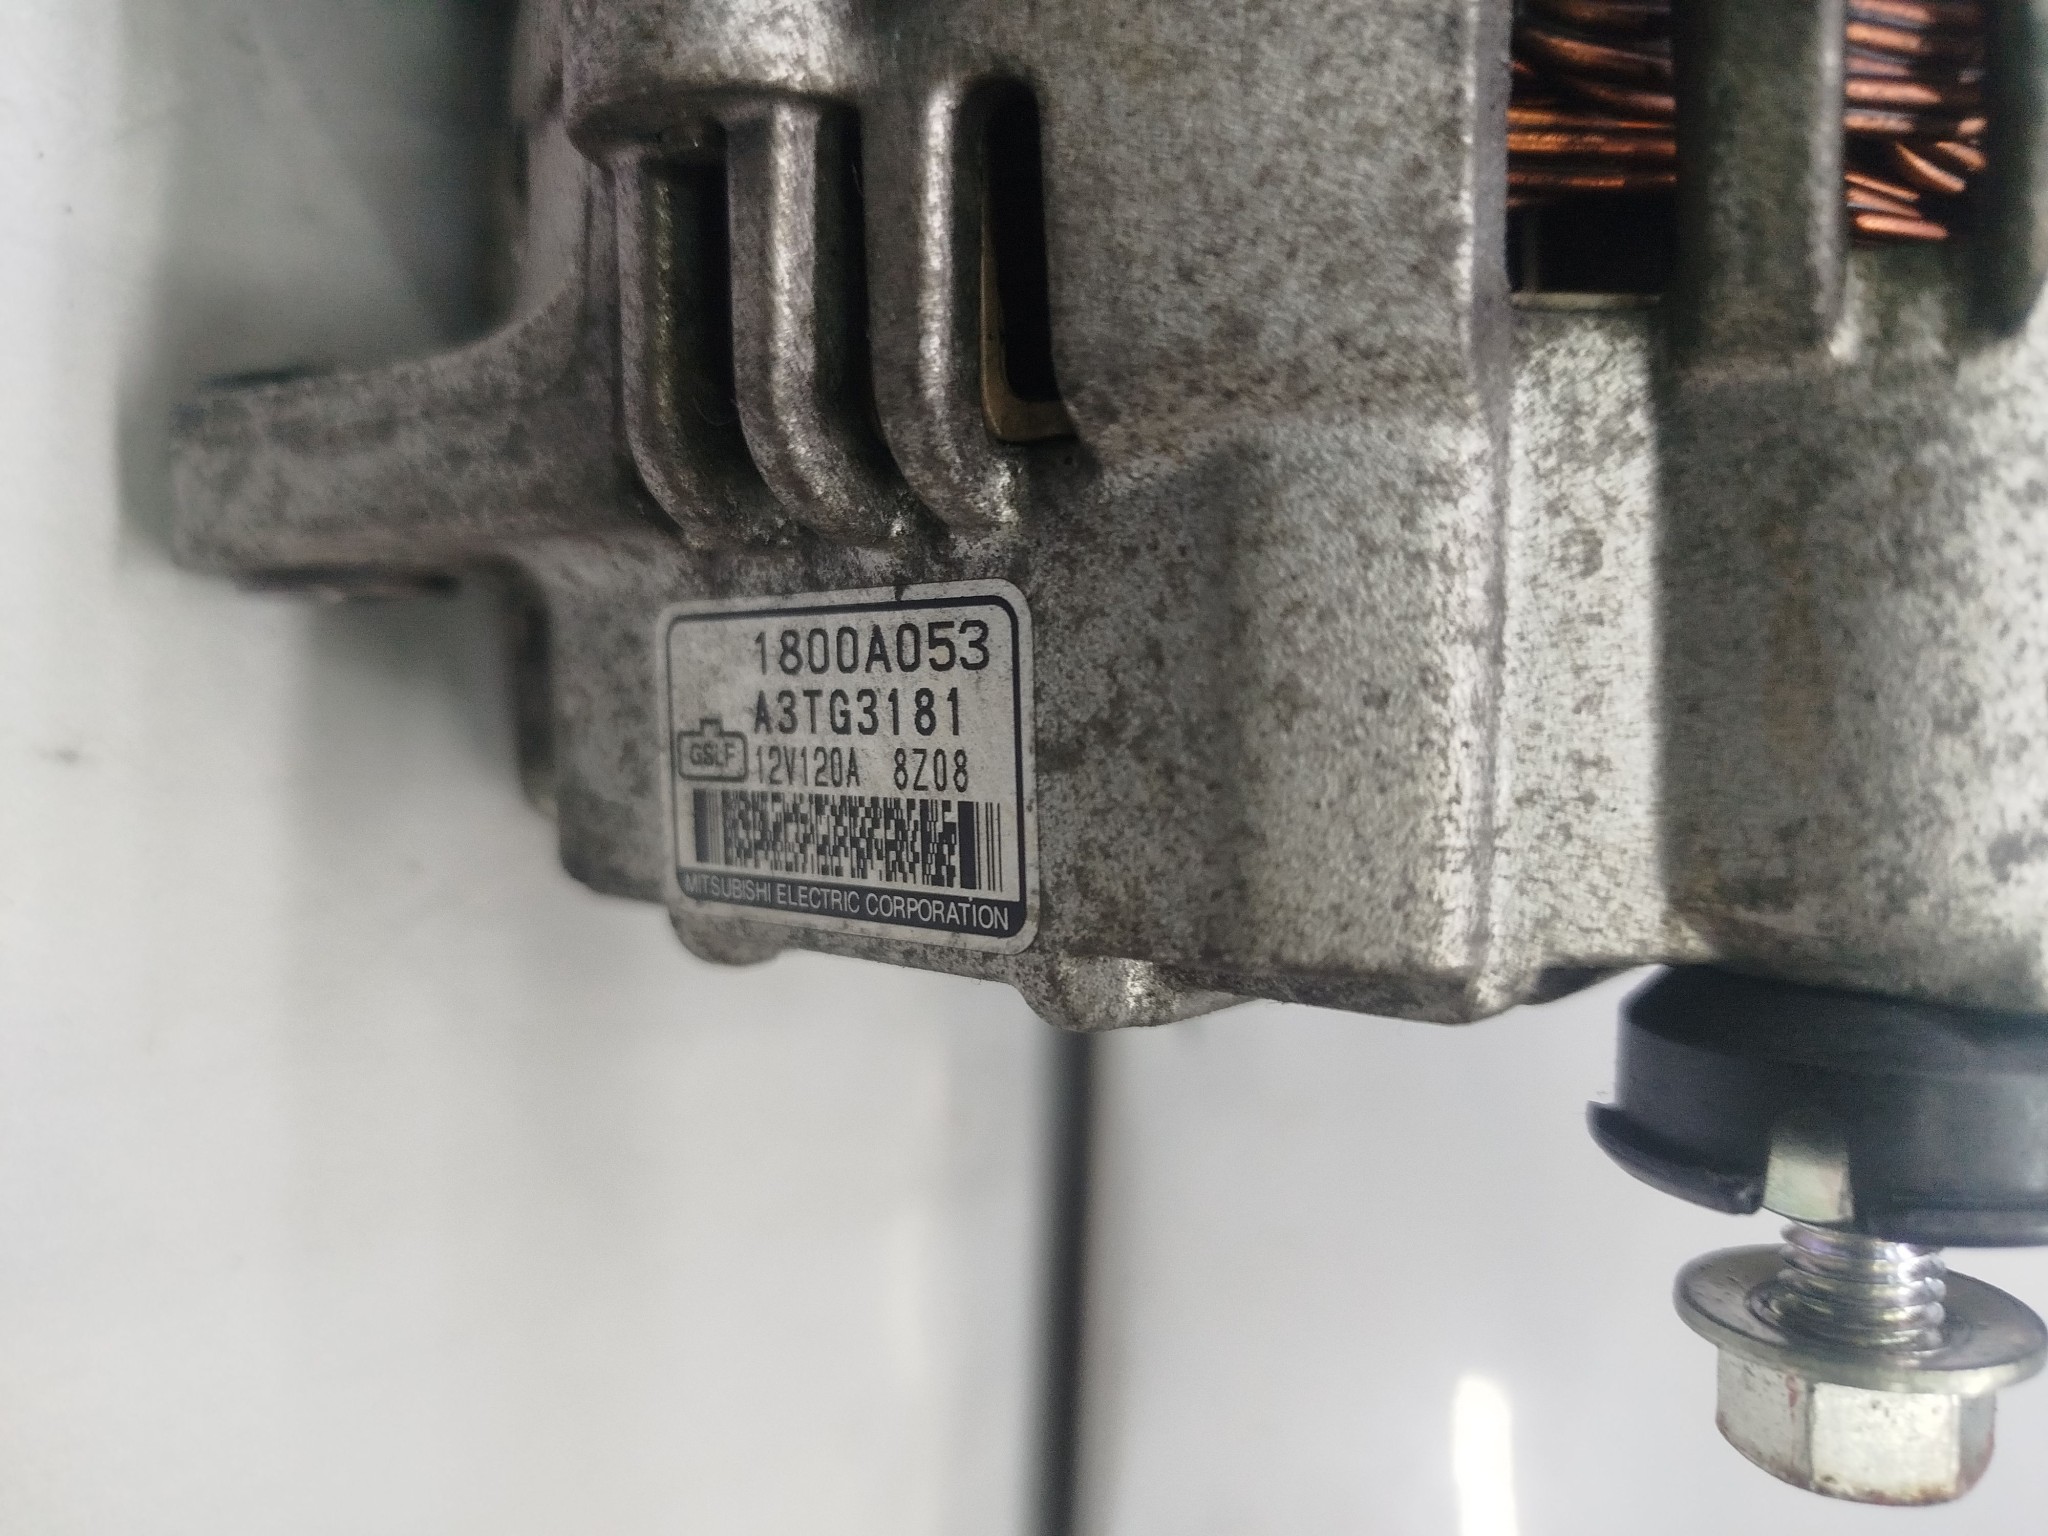 1800A053
A3TG3181
GSLF 12V120A 8Z08
MITSUBISHI ELECTRIC CORPORATION